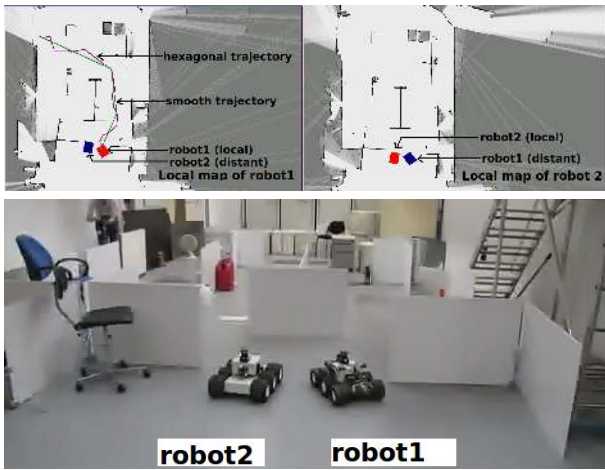 hexagonal trajectory
smooth trajectory
robot1 (local)
robot2 (distant)
Local map of robot1
robot2 (local)
robot1 (distant)
Local map of robot 2
robot2
robot1